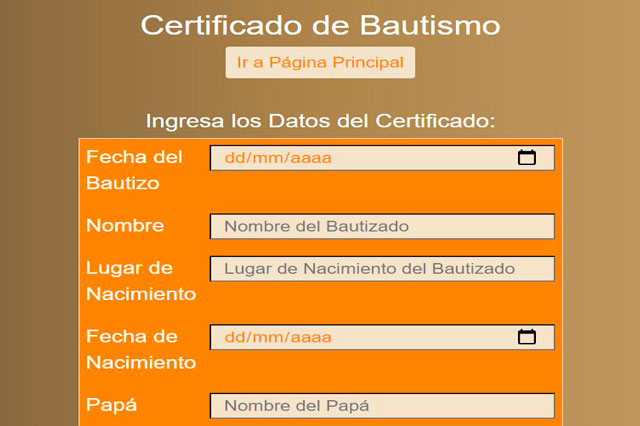 Certificado de Bautismo
Ir a Página Principal
Ingresa los Datos del Certificado:
Fecha del
Bautizo
dd/mm/aaaa
Nombre
Nombre del Bautizado
Lugar de
Nacimiento
Lugar de Nacimiento del Bautizado
Fecha de
Nacimiento
dd/mm/aaaa
Papá
Nombre del Papá